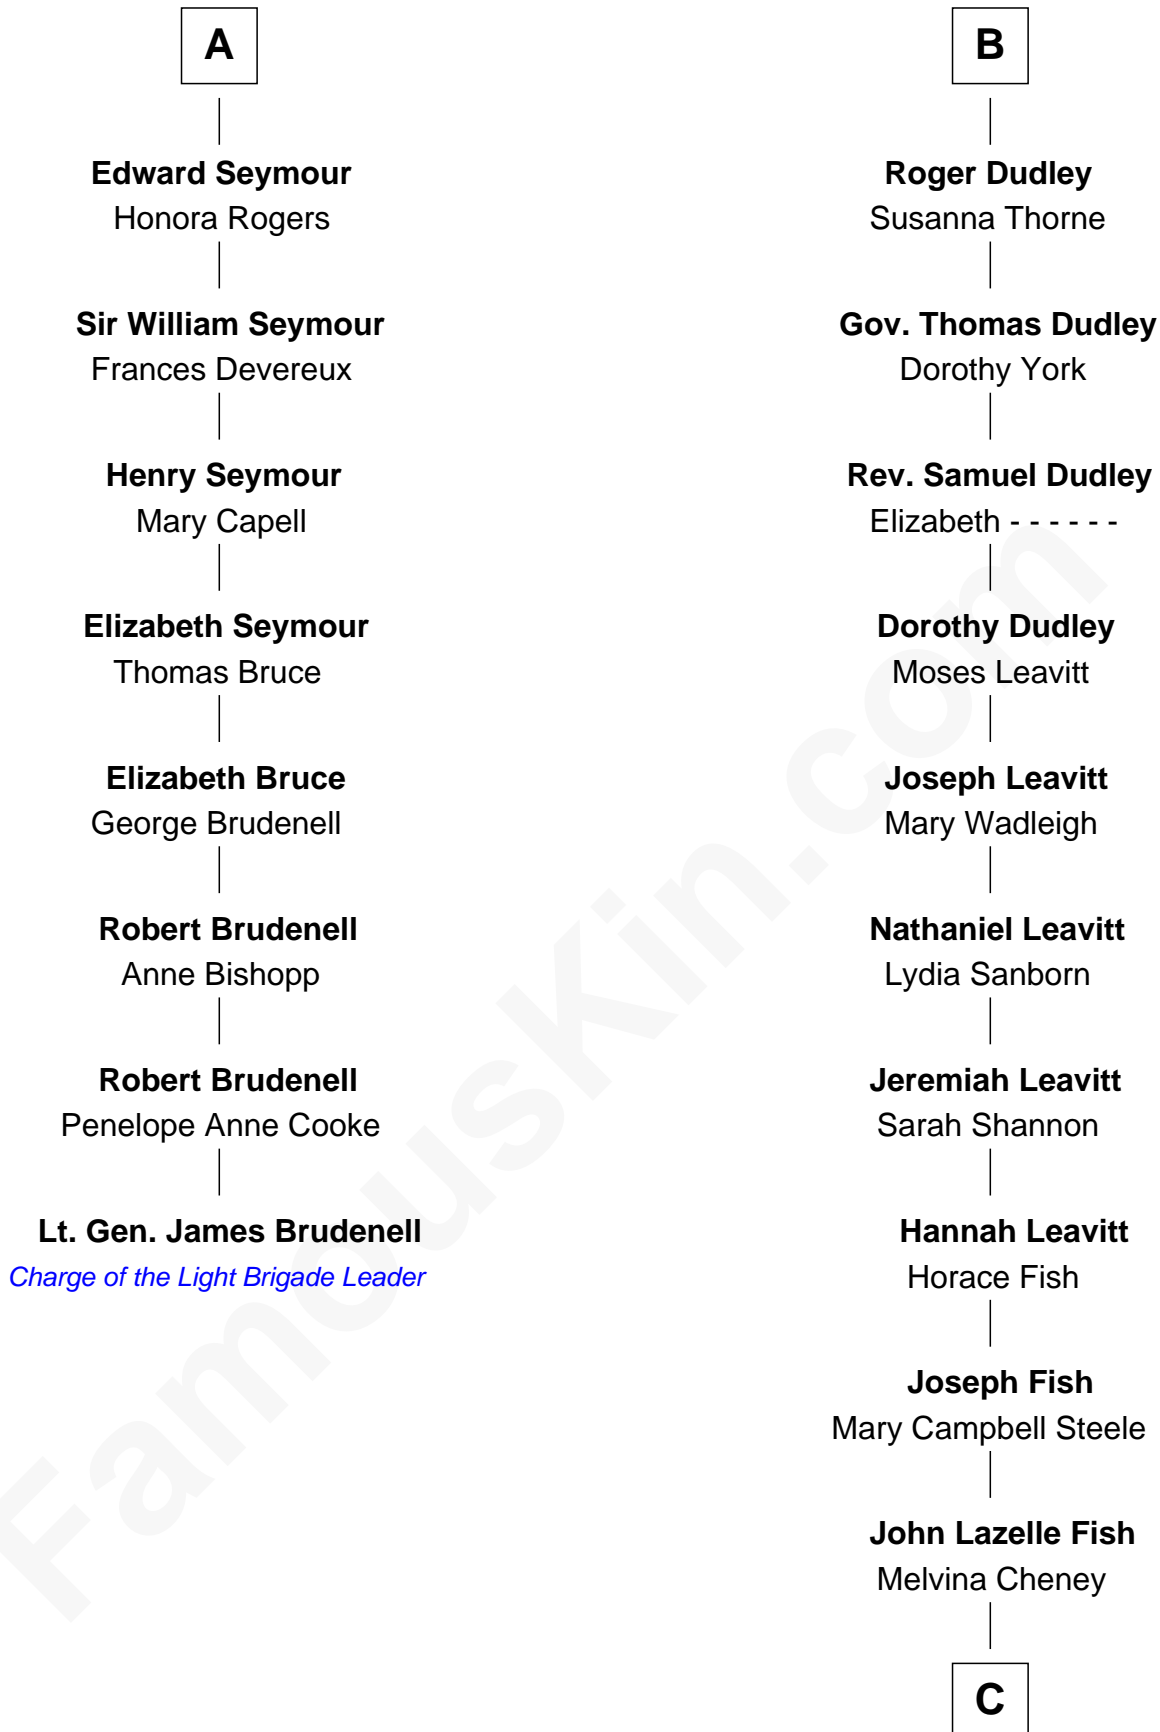 A
Edward Seymour
Honora Rogers
Sir William Seymour
Frances Devereux
Henry Seymour
Mary Capell
Elizabeth Seymour
Thomas Bruce
Elizabeth Bruce
George Brudenell
Robert Brudenell
Anne Bishopp
Robert Brudenell
Penelope Anne Cooke
Lt. Gen. James Brudenell
Charge of the Light Brigade Leader
B
Roger Dudley
Susanna Thorne
Gov. Thomas Dudley
Dorothy York
Rev. Samuel Dudley
Elizabeth - - - - - -
Dorothy Dudley
Moses Leavitt
Joseph Leavitt
Mary Wadleigh
Nathaniel Leavitt
Lydia Sanborn
Jeremiah Leavitt
Sarah Shannon
Hannah Leavitt
Horace Fish
Joseph Fish
Mary Campbell Steele
John Lazelle Fish
Melvina Cheney
C
FamousKin.com